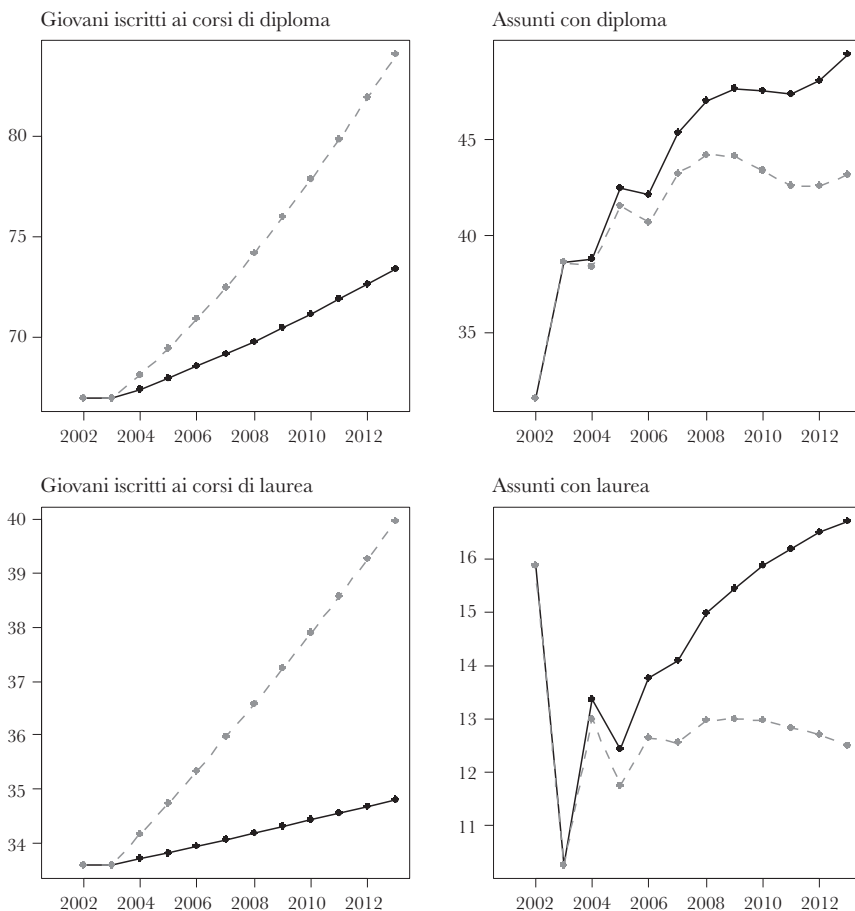 Giovani iscritti ai corsi di diploma
80
75
70
2002 2004 2006 2008 2010 2012
Assunti con diploma
45
40
35
2002 2004 2006 2008 2010 2012
Giovani iscritti ai corsi di laurea
40
39
38
37
36
35
34
2002 2004 2006 2008 2010 2012
Assunti con laurea
16
15
14
13
12
11
2002 2004 2006 2008 2010 2012